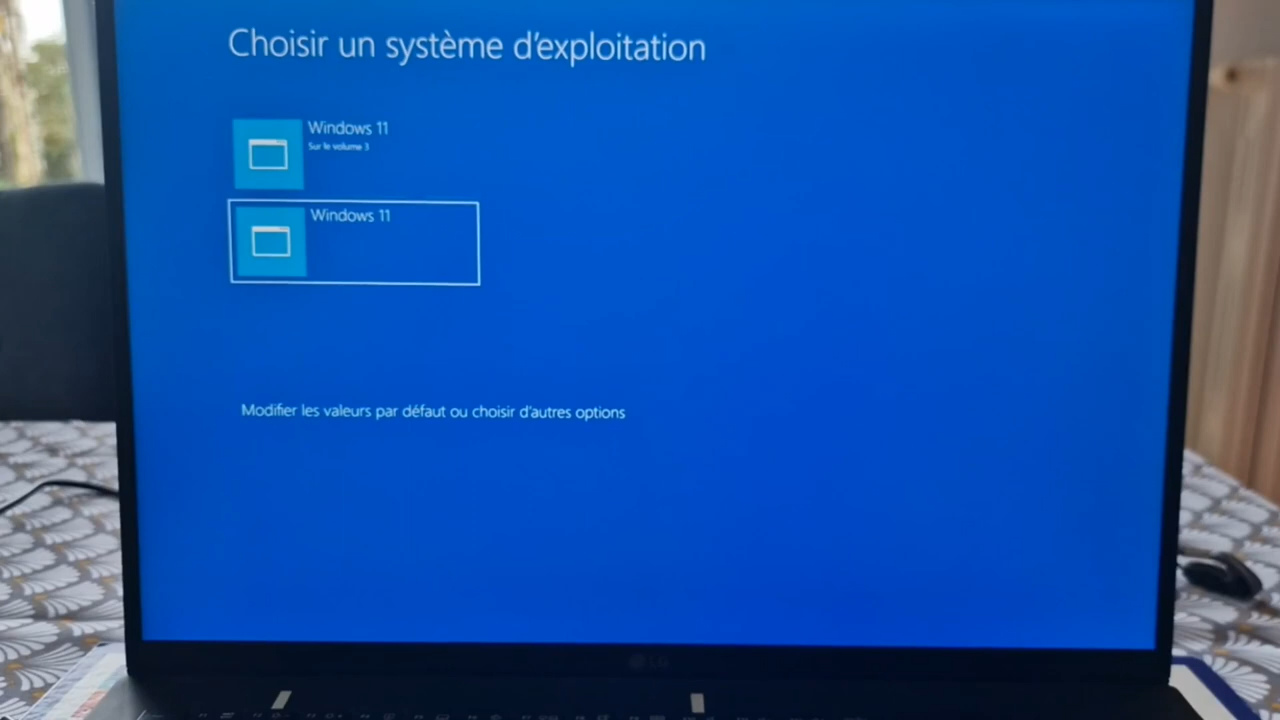 Choisir un système d'exploitation
Windows 11
Sur le volume 3
Windows 11
Modifier les valeurs par défaut ou choisir d'autres options
LG